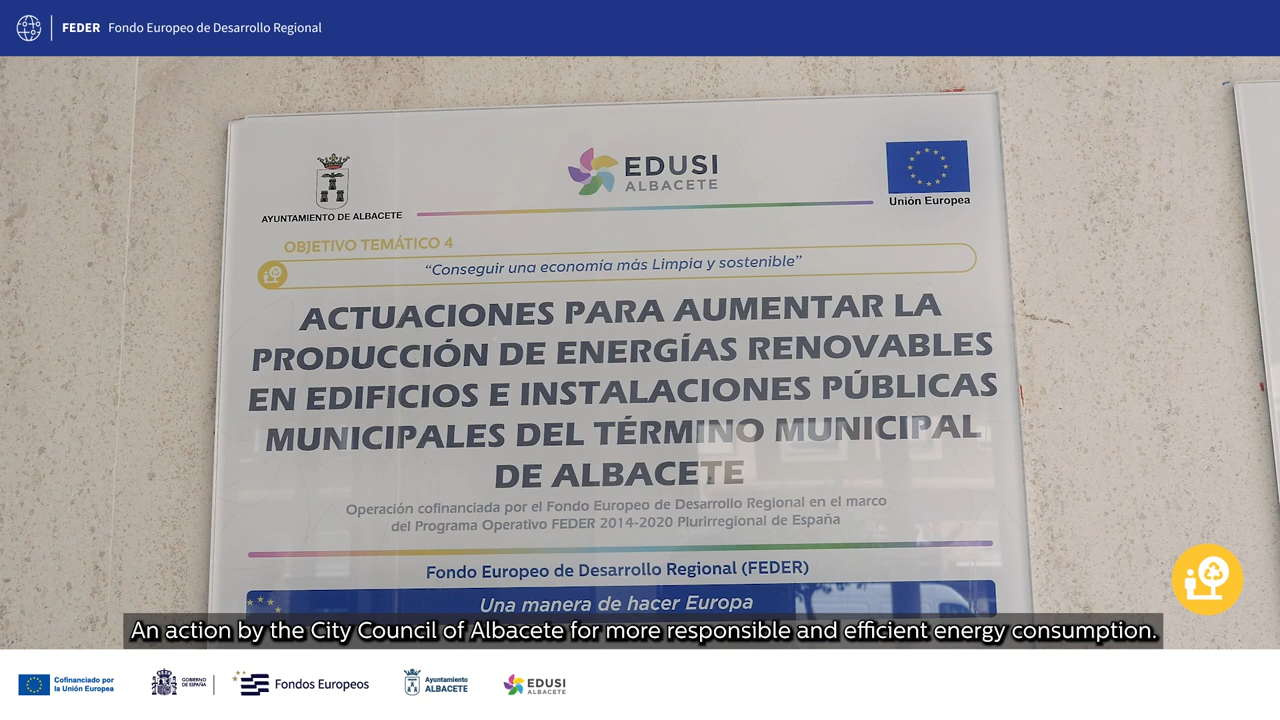 FEDER Fondo Europeo de Desarrollo Regional
AYUNTAMIENTO DE ALBACETE
EDUSI
ALBACETE
Unión Europea
OBJETIVO TEMÁTICO 4
“Conseguir una economía más Limpia y sostenible”
ACTUACIONES PARA AUMENTAR LA
PRODUCCIÓN DE ENERGÍAS RENOVABLES
EN EDIFICIOS E INSTALACIONES PÚBLICAS
MUNICIPALES DEL TÉRMINO MUNICIPAL
DE ALBACETE
Operación cofinanciada por el Fondo Europeo de Desarrollo Regional en el marco
del Programa Operativo FEDER 2014-2020 Plurirregional de España
Fondo Europeo de Desarrollo Regional (FEDER)
Una manera de hacer Europa
An action by the City Council of Albacete for more responsible and efficient energy consumption.
Cofinanciado por
la Unión Europea
GOBIERNO
DE ESPAÑA
Fondos Europeos
Ayuntamiento
ALBACETE
EDUSI
ALBACETE